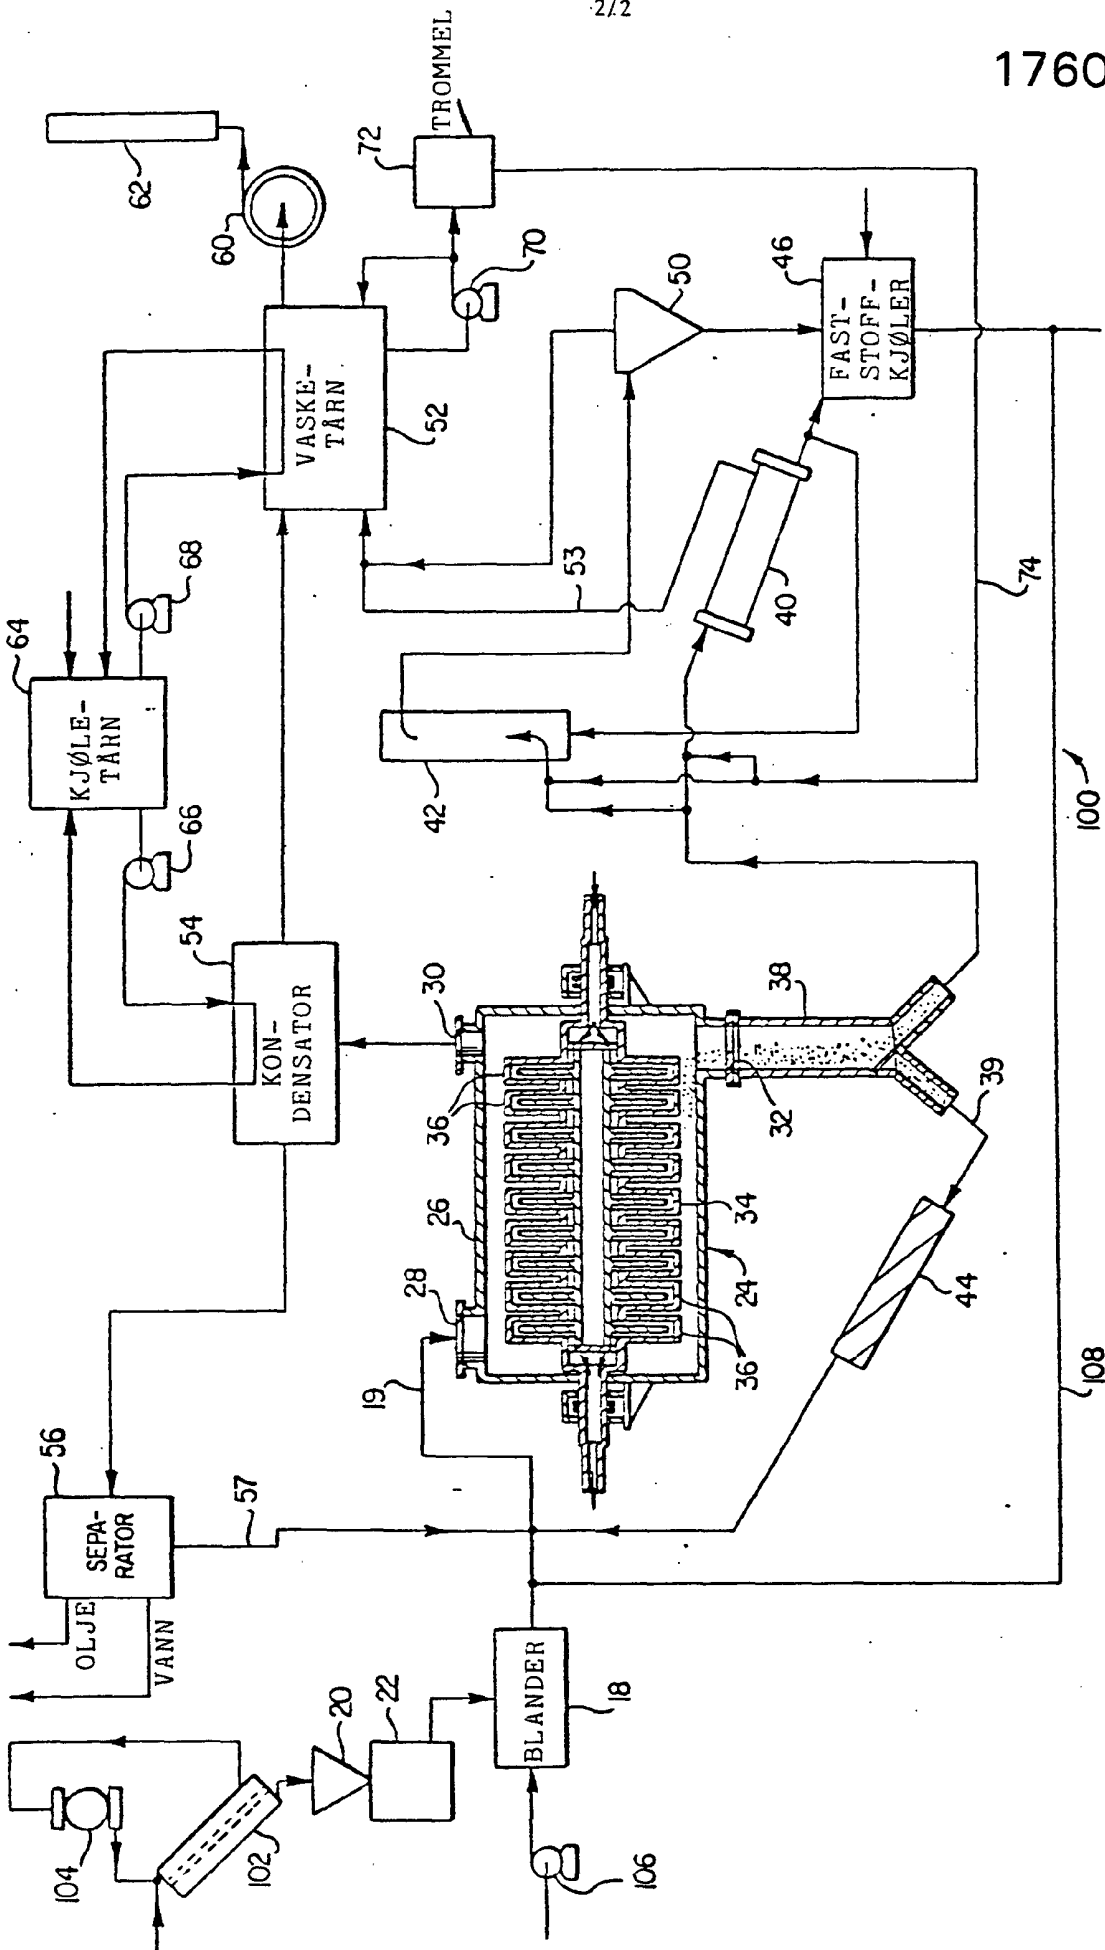 2/2
1760
62
60
TROMMEL
72
70
VASKE-
TÅRN
52
50
46
FAST-
STOFF-
KJØLER
64
KJØLE-
TÅRN
68
66
53
40
74
42
100
54
KON-
DENSATOR
30
38
36
32
39
26
34
28
24
36
44
19
108
56
SEPA-
RATOR
57
OLJE
VANN
20
22
BLANDER
18
104
102
106